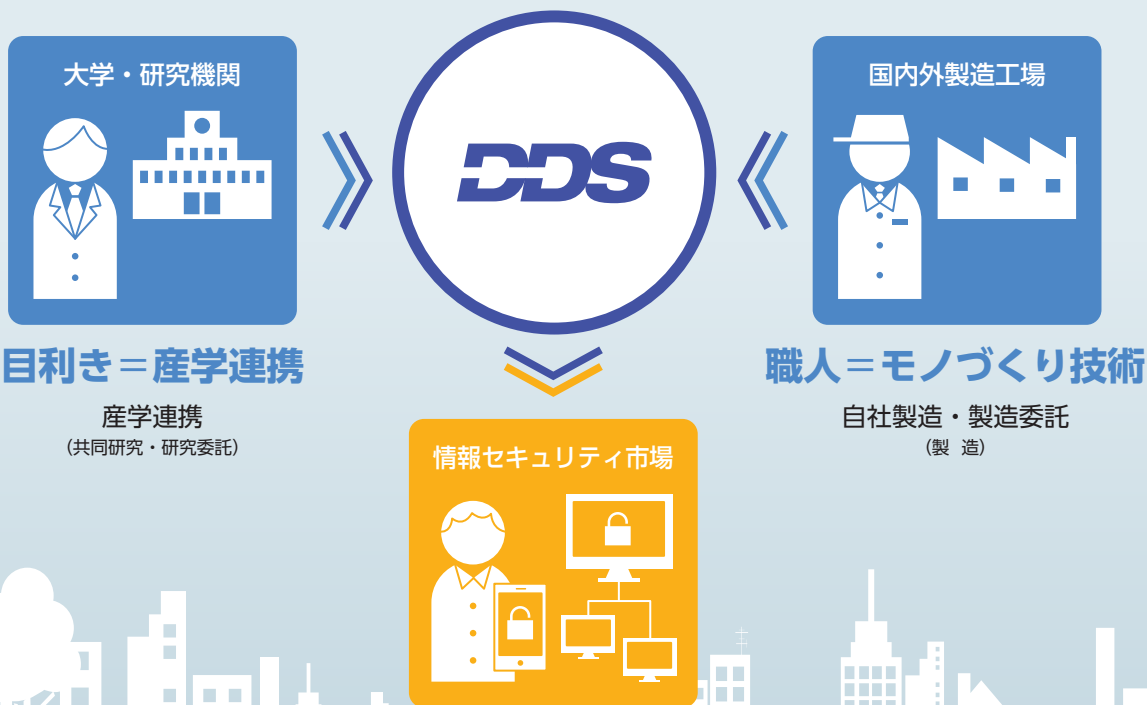 大学・研究機関
目利き＝産学連携
産学連携
（共同研究・研究委託）
DDS
国内外製造工場
職人＝モノづくり技術
自社製造・製造委託
（製 造）
情報セキュリティ市場